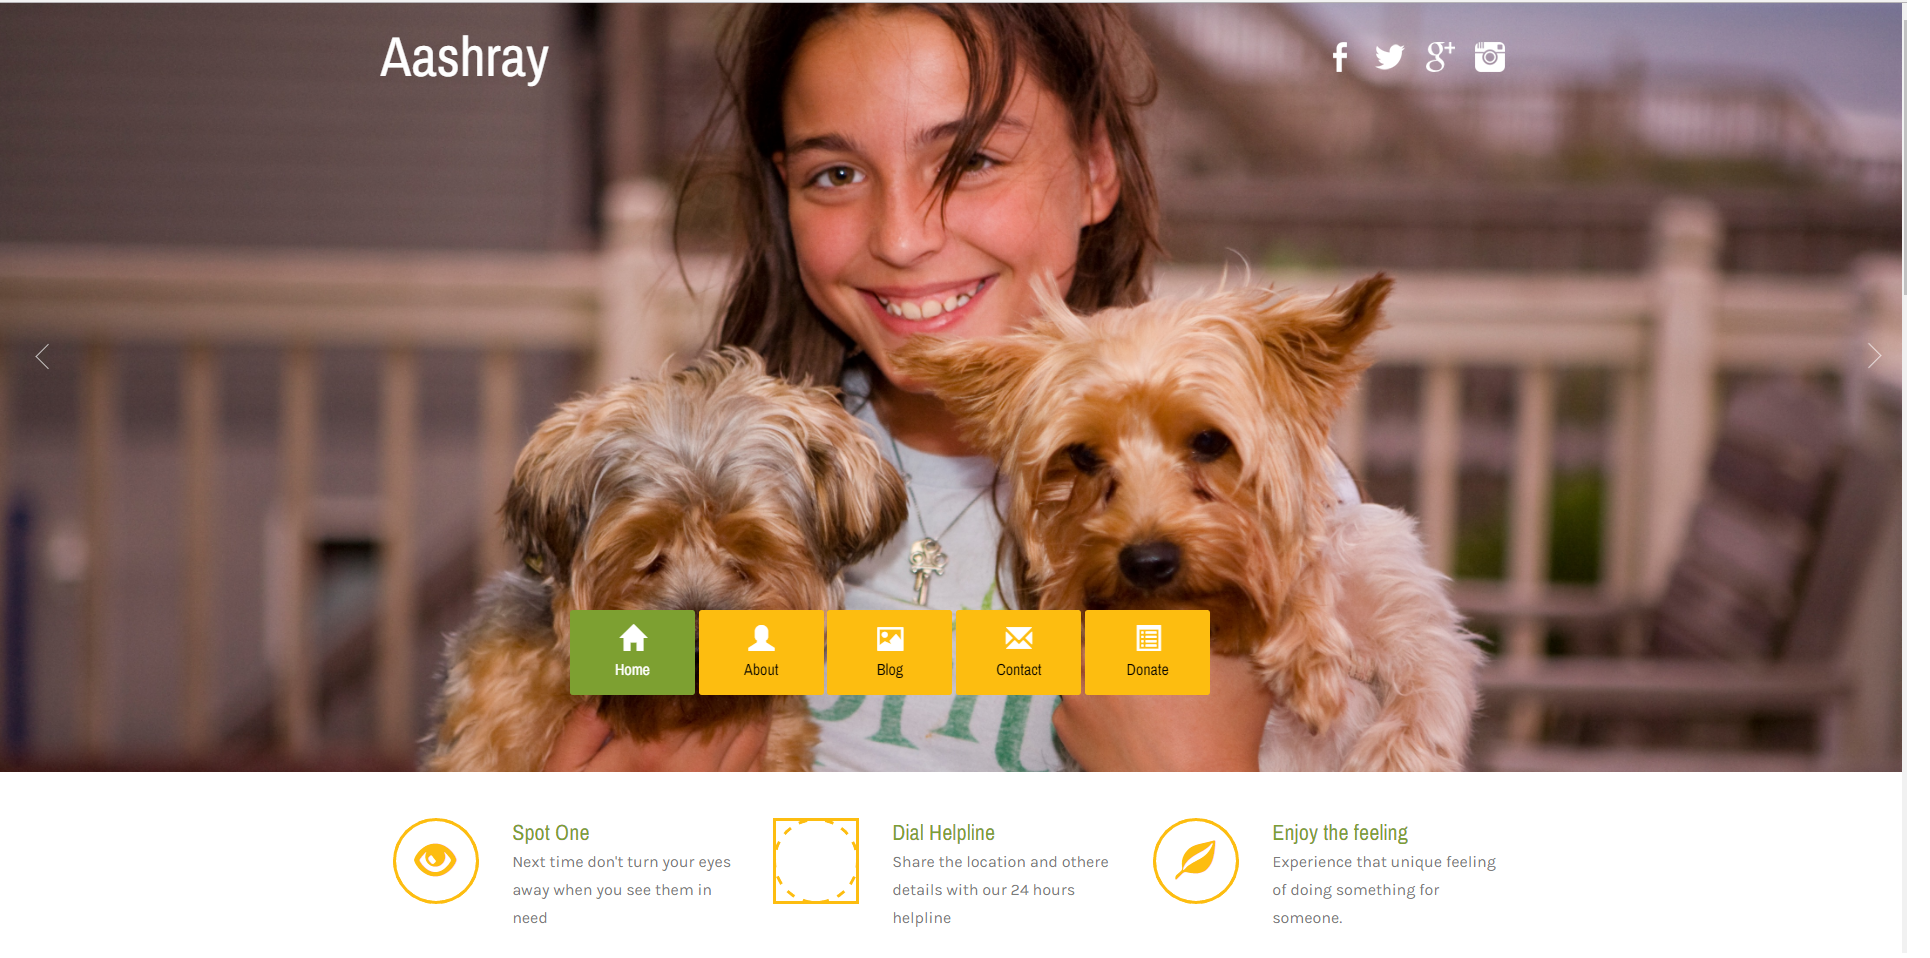 Aashray
Home
About
Blog
Contact
Donate
Spot One
Next time don't turn your eyes
away when you see them in
need
Dial Helpline
Share the location and othere
details with our 24 hours
helpline
Enjoy the feeling
Experience that unique feeling
of doing something for
someone.